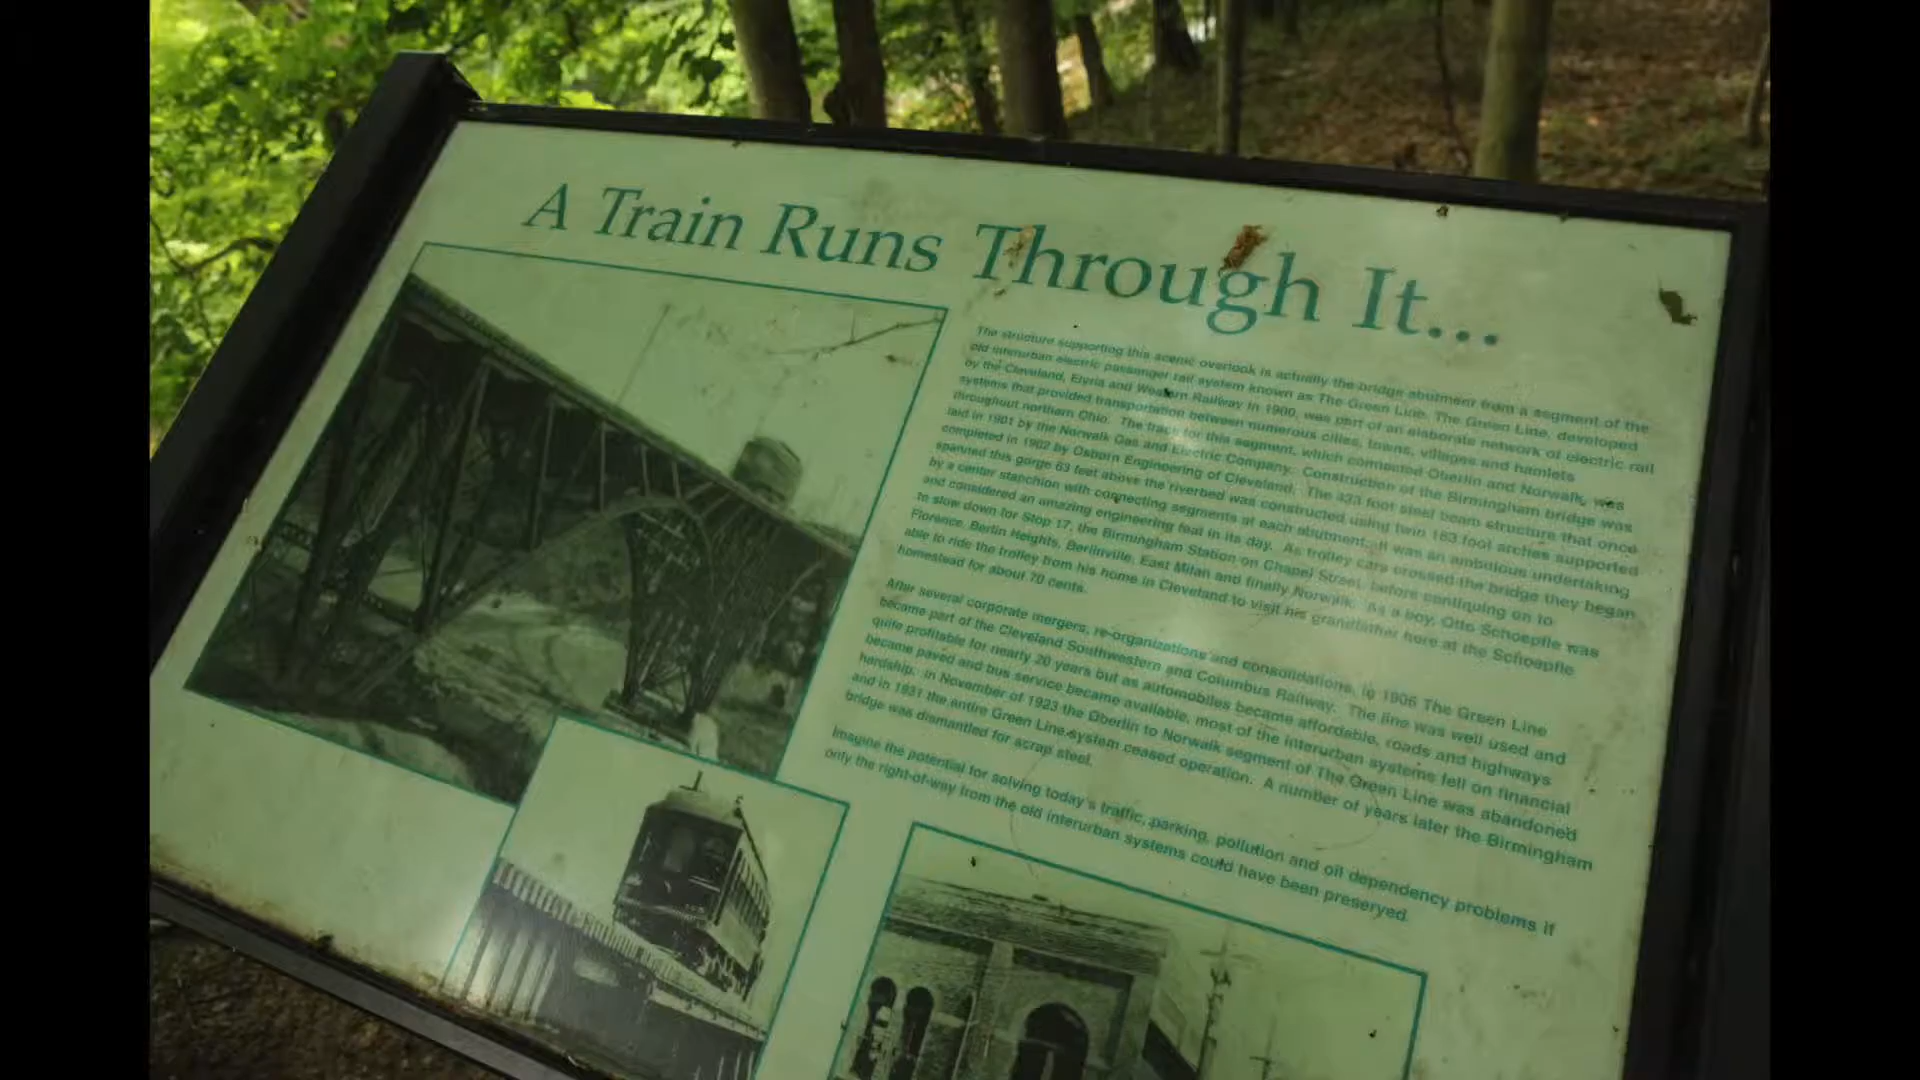 A Train Runs Through It...
The structure supporting this scenic overlook is actually the bridge abutment from a segment of the
old interurban electric passenger rail system known as The Green Line. The Green Line, developed
by the Cleveland, Elyria and Western Railway in 1900, was part of an elaborate network of electric rail
systems that provided transportation between numerous cities, towns, villages and hamlets
throughout northern Ohio. The track for this segment, which connected Oberlin and Norwalk, was
laid in 1901 by the Norwalk Gas and Electric Company. Construction of the Birmingham bridge was
completed in 1902 by Osborn Engineering of Cleveland. The 433 foot steel beam structure that once
spanned this gorge 63 feet above the riverbed was constructed using twin 163 foot arches supported
by a center stanchion with connecting segments at each abutment. It was an ambitious undertaking
and considered an amazing engineering feat in its day. As trolley cars crossed the bridge they began
to slow down for Stop 17, the Birmingham Station on Chapel Street, before continuing on to
Florence, Berlin Heights, Berlinville, East Milan and finally Norwalk. As a boy, Otto Schoepfle was
able to ride the trolley from his home in Cleveland to visit his grandfather here at the Schoepfle
homestead for about 70 cents.
After several corporate mergers, re-organizations and consolidations, in 1906 The Green Line
became part of the Cleveland Southwestern and Columbus Railway. The line was well used and
quite profitable for nearly 20 years but as automobiles became affordable, roads and highways
became paved and bus service became available, most of the interurban systems fell on financial
hardship. In November of 1923 the Oberlin to Norwalk segment of The Green Line was abandoned
and in 1931 the entire Green Line system ceased operation. A number of years later the Birmingham
bridge was dismantled for scrap steel.
Imagine the potential for solving today's traffic, parking, pollution and oil dependency problems if
only the right-of-way from the old interurban systems could have been preserved.